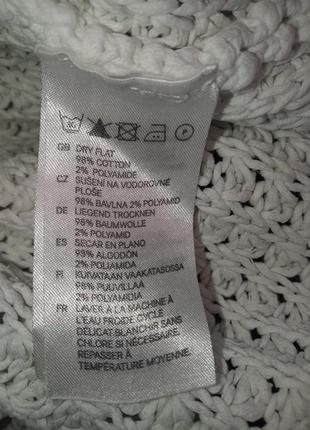 GB DRY FLAT
98% COTTON
2% POLYAMIDE
CZ SUŠENÍ NA VODOROVNÉ
PLOŠE
98% BAVLNA 2% POLYAMID
DE LIEGEND TROCKNEN
98% BAUMWOLLE
2% POLYAMID
ES SECAR EN PLANO
98% ALGODÓN
2% POLIAMIDA
FI KUIVATAAN VAAKATASOSSA
98% PUUVILLAA
2% POLYAMIDIA
FR LAVER À LA MACHINE À
L'EAU FROIDE CYCLE
DÉLICAT BLANCHIR SANS
CHLORE SI NÉCESSAIRE.
REPASSER À
TEMPÉRATURE MOYENNE.